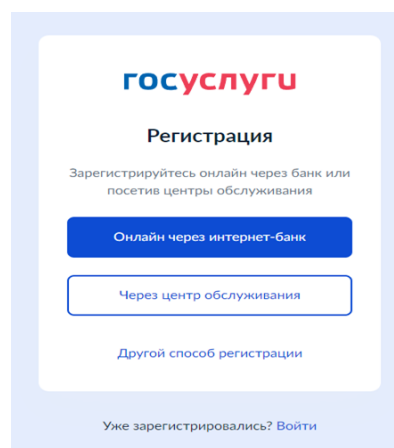 госуслуги
Регистрация
Зарегистрируйтесь онлайн через банк или
посетив центры обслуживания
Онлайн через интернет-банк
Через центр обслуживания
Другой способ регистрации
Уже зарегистрировались? Войти